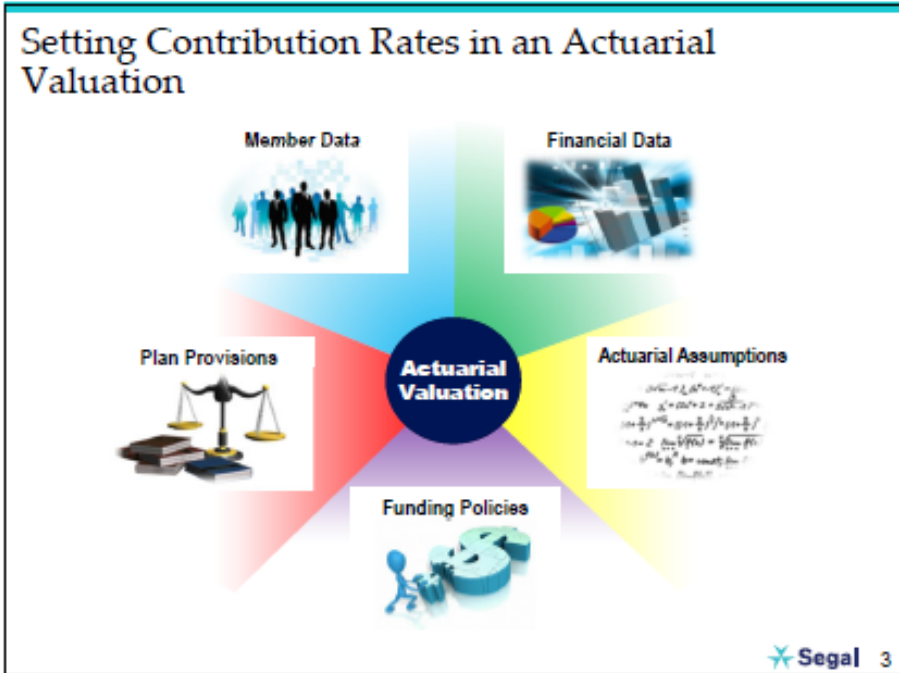 Setting Contribution Rates in an Actuarial
Valuation
Member Data
Financial Data
Plan Provisions
Actuarial
Valuation
Actuarial Assumptions
Funding Policies
Segal 3